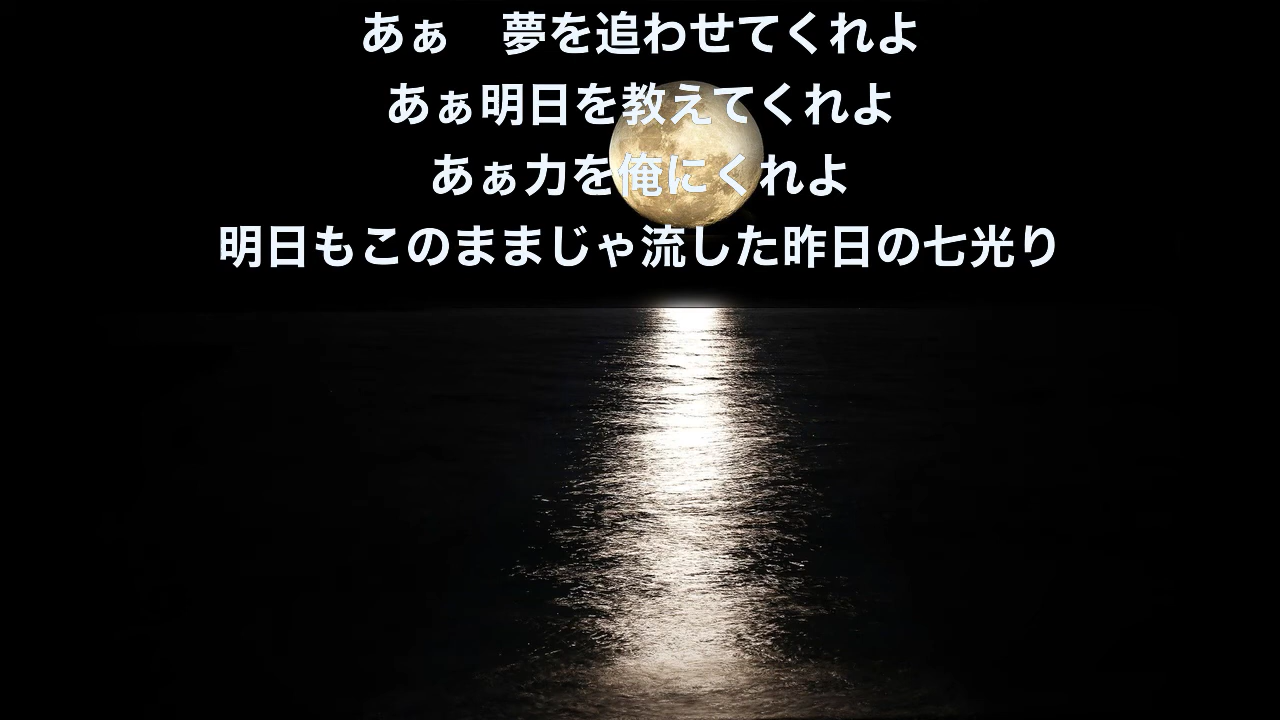 あぁ　夢を追わせてくれよ
あぁ明日を教えてくれよ
あぁ力を俺にくれよ
明日もこのままじゃ流した昨日の七光り